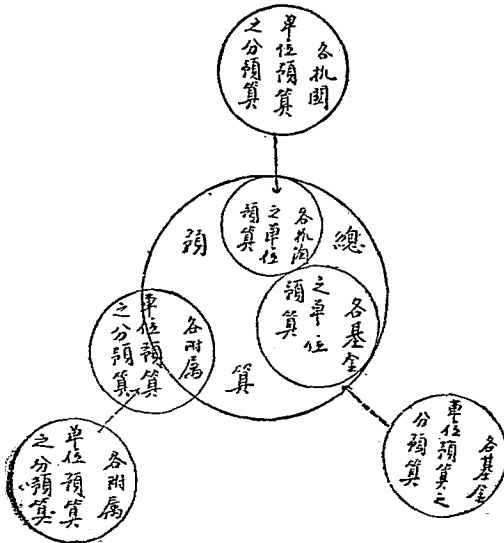 各机関
單位預算
之分預算
總
預
算
各机關
之單位
預算
各基金
之單位
預算
各附屬
單位預算
之分預算
各基金
單位預算之
分預算
各附屬
單位預算
之分預算